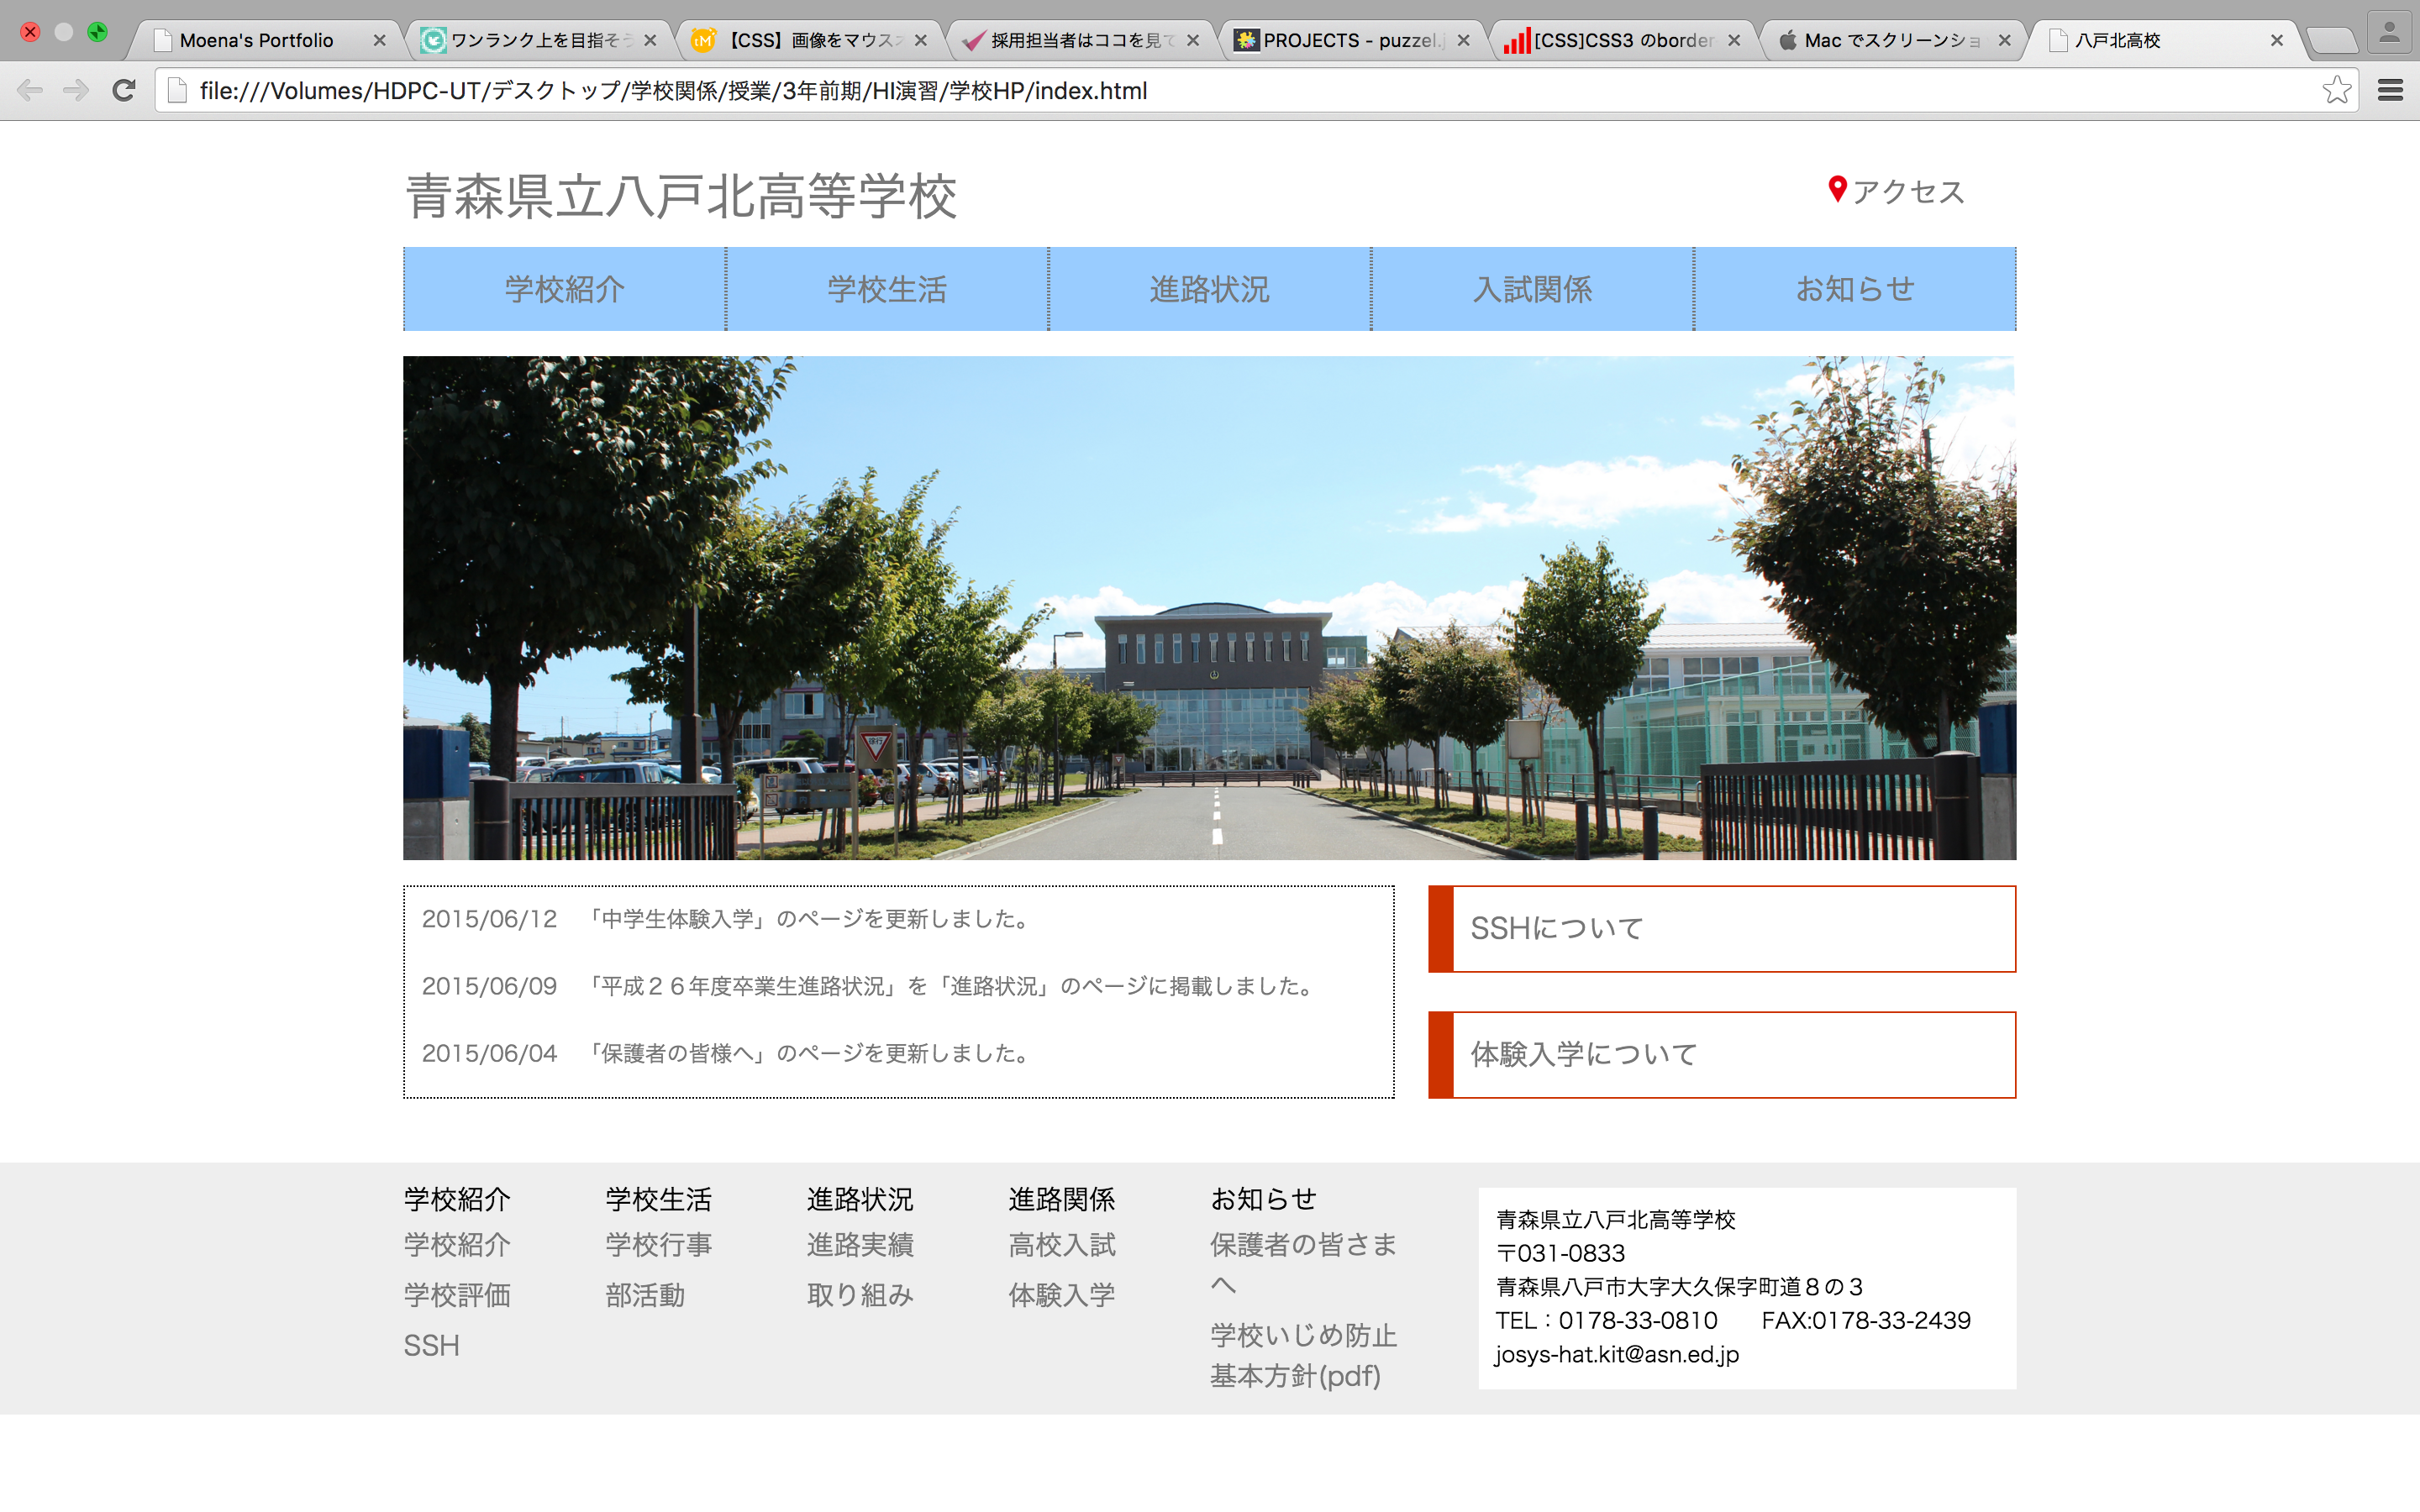 Moena's Portfolio
ワンランク上を目指そう
【CSS】画像をマウス
採用担当者はココを見て
PROJECTS - puzzel.j
[CSS]CSS3 のborder
Mac でスクリーンショ
八戸北高校
file:///Volumes/HDPC-UT/デスクトップ/学校関係/授業/3年前期/HI演習/学校HP/index.html
青森県立八戸北高等学校
アクセス
学校紹介
学校生活
進路状況
入試関係
お知らせ
2015/06/12 「中学生体験入学」のページを更新しました。
2015/06/09 「平成２６年度卒業生進路状況」を「進路状況」のページに掲載しました。
2015/06/04 「保護者の皆様へ」のページを更新しました。
SSHについて
体験入学について
学校紹介
学校紹介
学校評価
SSH
学校生活
学校行事
部活動
進路状況
進路実績
取り組み
進路関係
高校入試
体験入学
お知らせ
保護者の皆さま
へ
学校いじめ防止
基本方針(pdf)
青森県立八戸北高等学校
〒031-0833
青森県八戸市大字大久保字町道８の３
TEL：0178-33-0810　FAX:0178-33-2439
josys-hat.kit@asn.ed.jp